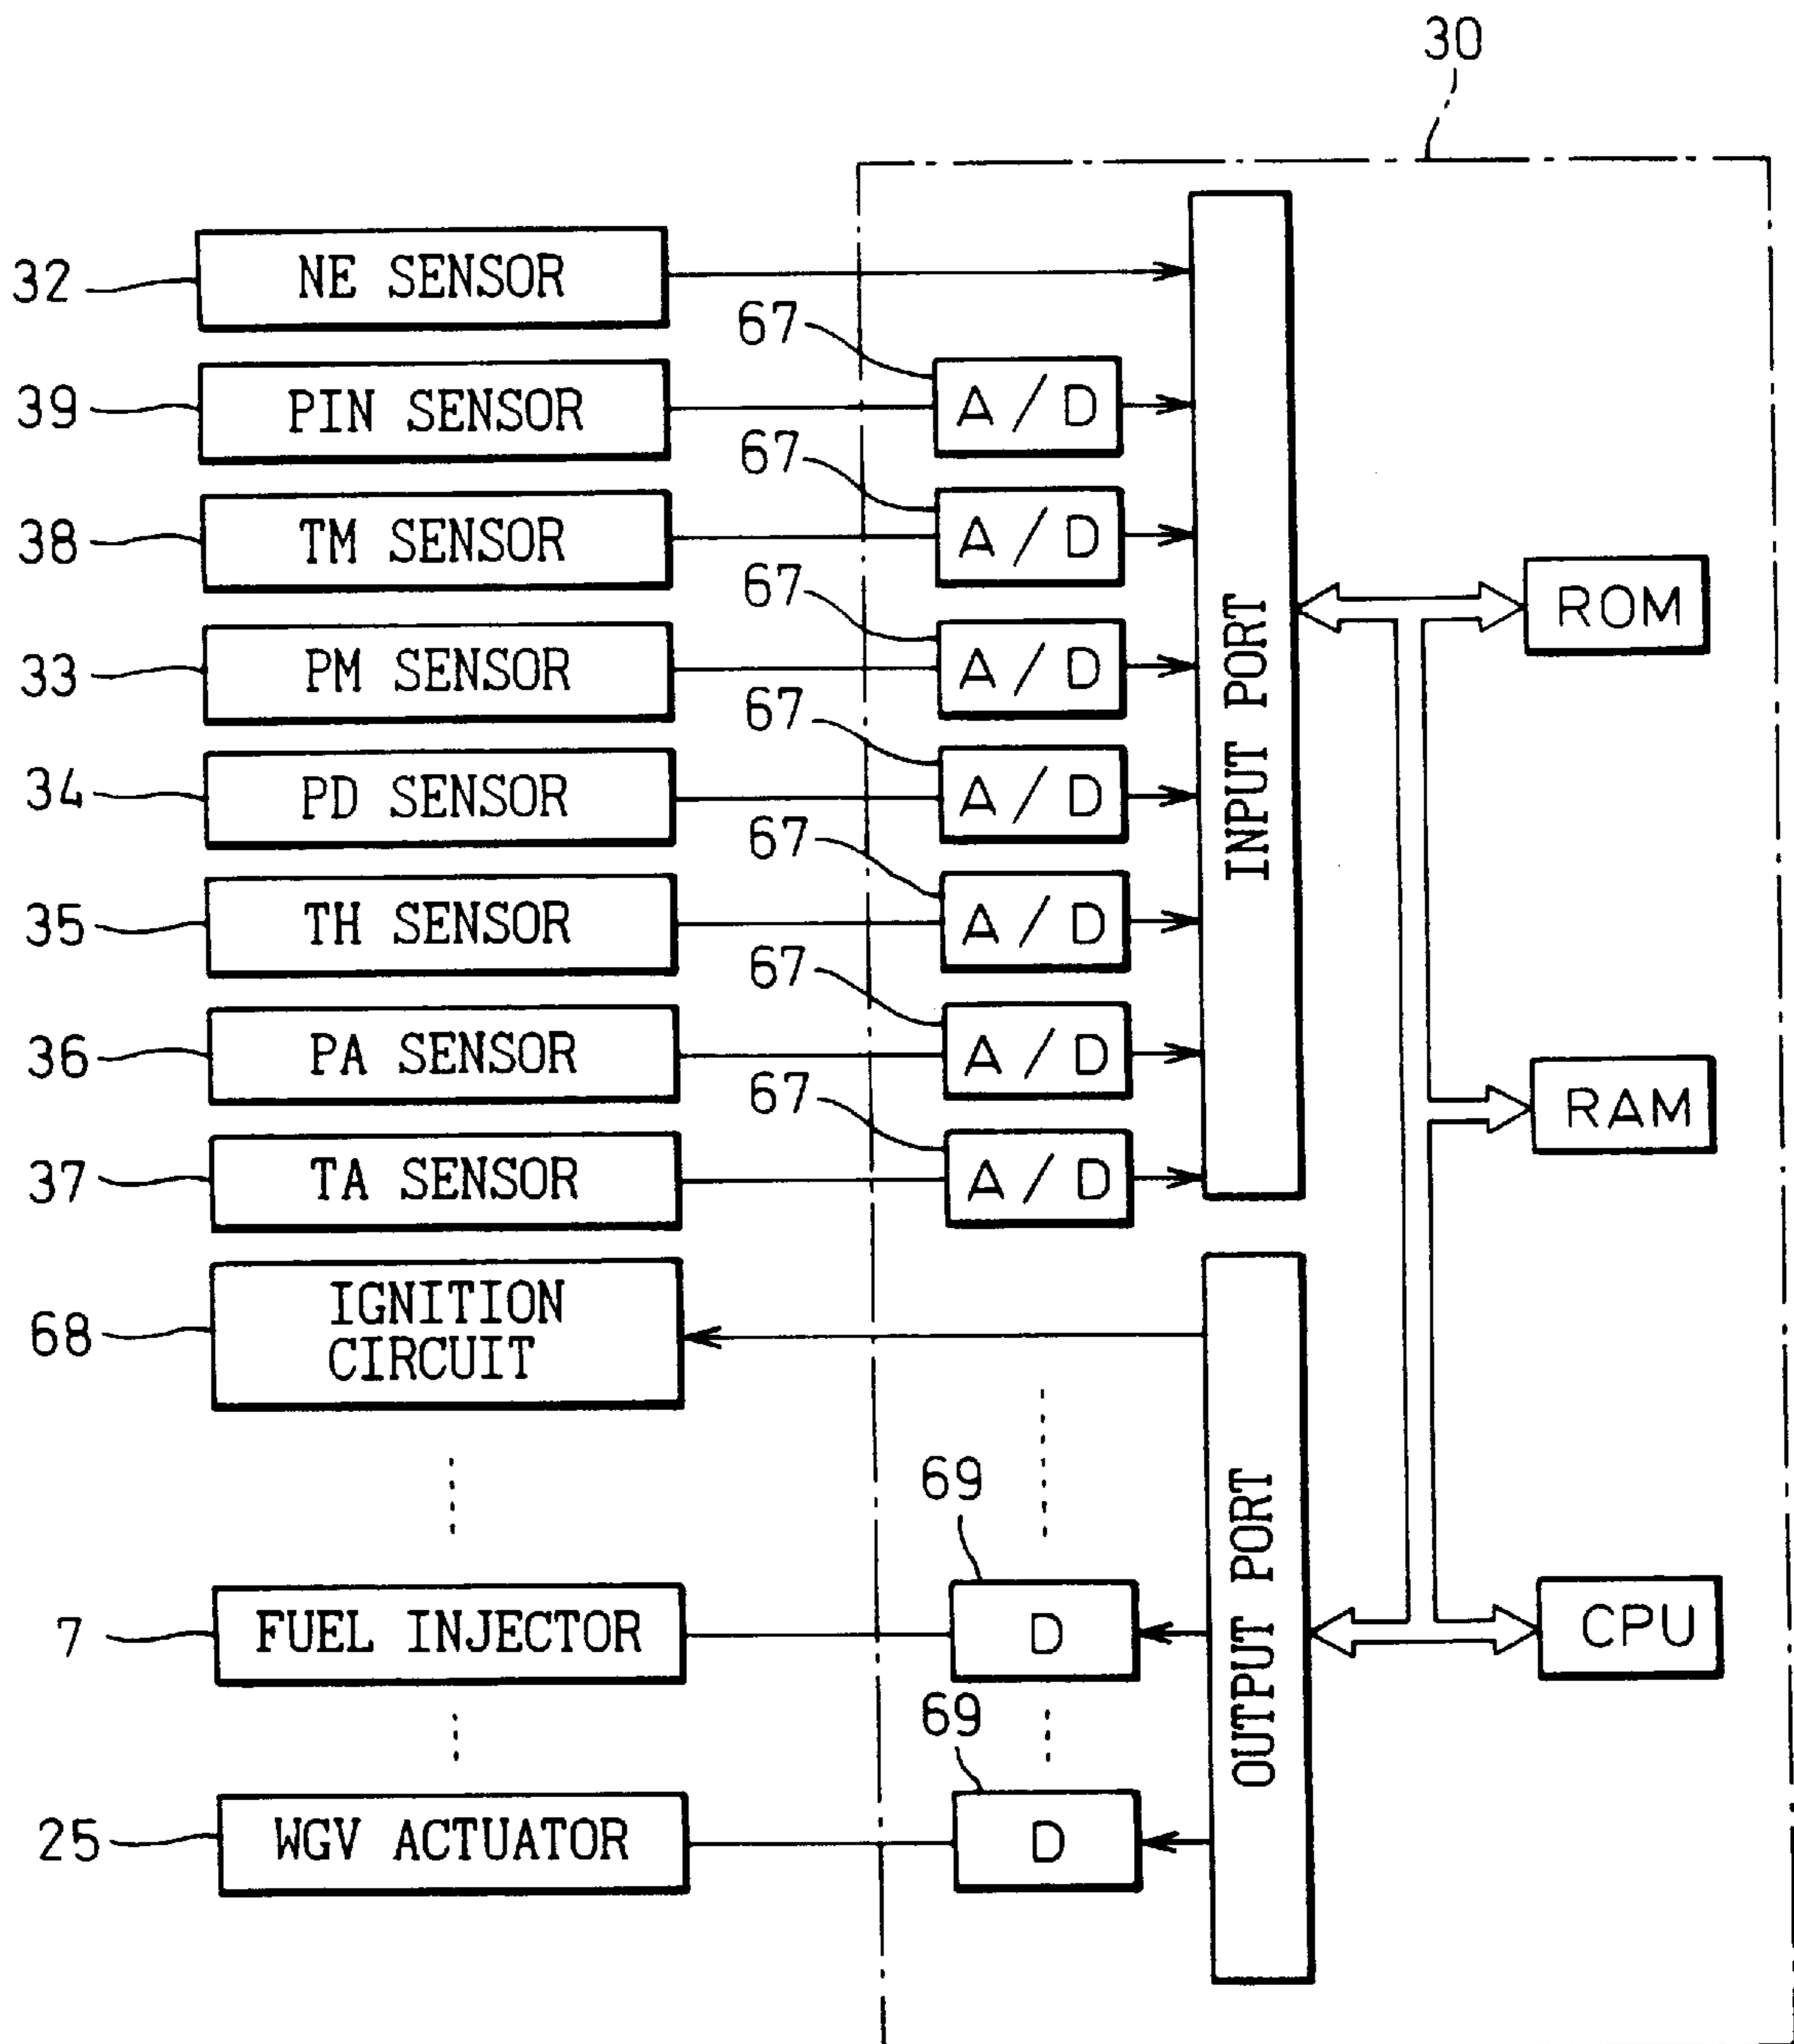 30
32
NE SENSOR
67
39
PIN SENSOR
A/D
67
38
TM SENSOR
A/D
67
33
PM SENSOR
A/D
67
34
PD SENSOR
A/D
67
35
TH SENSOR
A/D
67
36
PA SENSOR
A/D
67
37
TA SENSOR
A/D
INPUT PORT
ROM
RAM
68
IGNITION
CIRCUIT
69
7
FUEL INJECTOR
D
69
25
WGV ACTUATOR
D
OUTPUT PORT
CPU